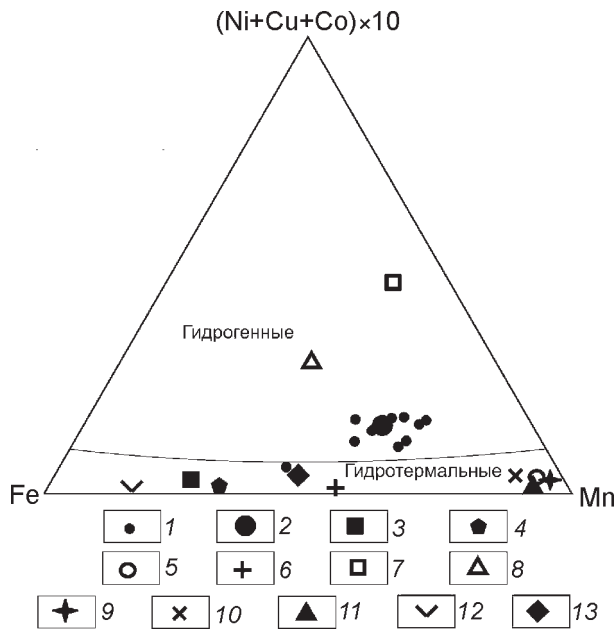 (Ni+Cu+Co)×10
Гидрогенные
Гидротермальные
Fe
Mn
1 2 3 4
5 6 7 8
9 10 11 12 13